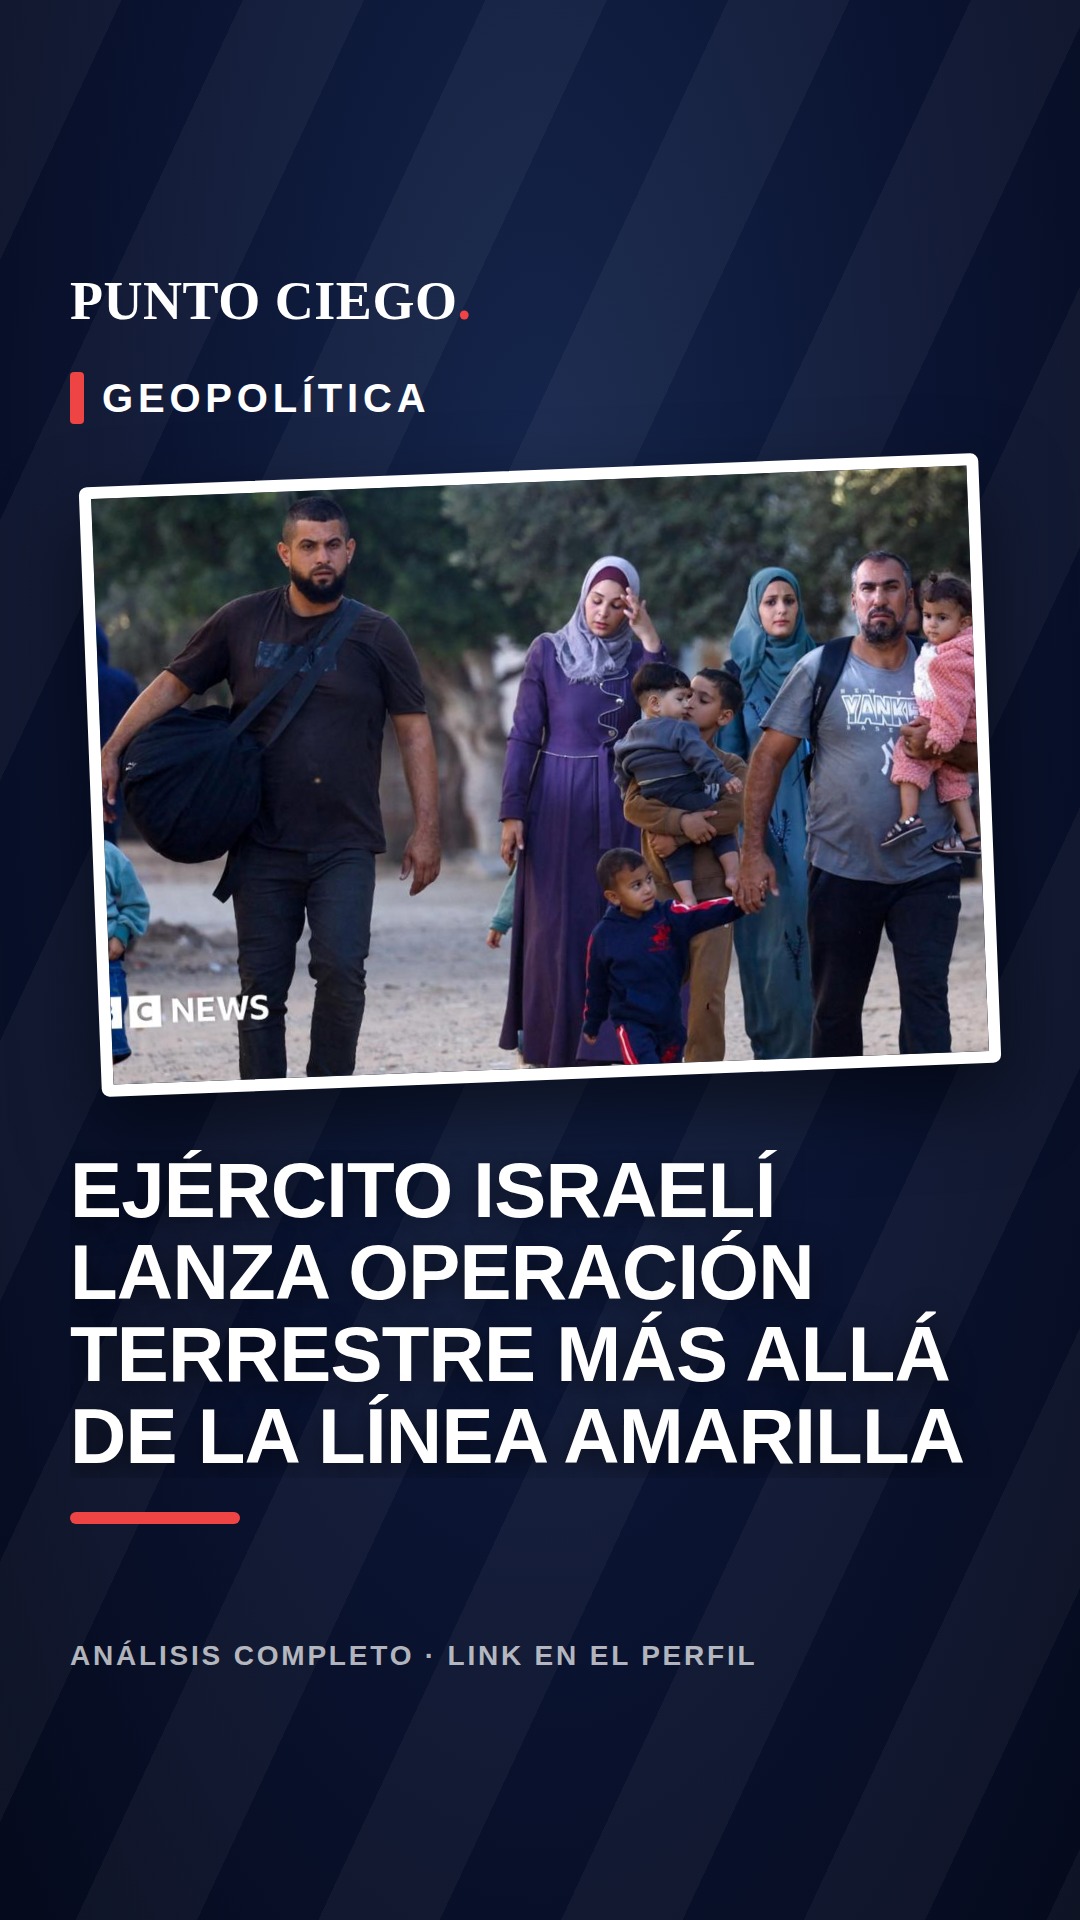 PUNTO CIEGO.
GEOPOLÍTICA
YANKE
C NEWS
EJÉRCITO ISRAELÍ
LANZA OPERACIÓN
TERRESTRE MÁS ALLÁ
DE LA LÍNEA AMARILLA
ANÁLISIS COMPLETO · LINK EN EL PERFIL